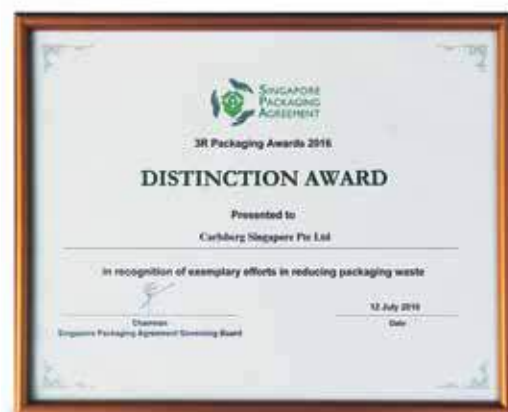 SINGAPORE
PACKAGING
AGREEMENT
3R Packaging Awards 2016
DISTINCTION AWARD
Presented to
Carlsberg Singapore Pte Ltd
in recognition of exemplary efforts in reducing packaging waste
12 July 2016
Chairman
Date
Singapore Packaging Agreement Governing Board